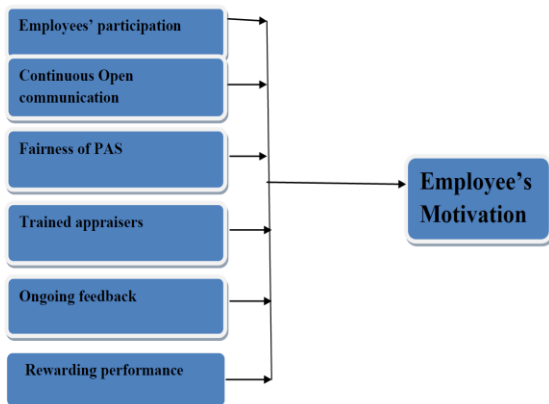 Employees’ participation
Continuous Open
communication
Fairness of PAS
Trained appraisers
Ongoing feedback
Rewarding performance
Employee’s
Motivation